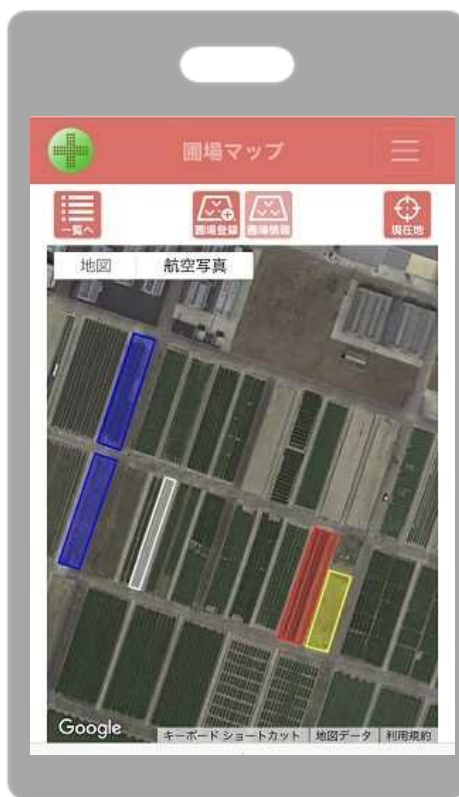 圃場マップ
一覧へ
圃場登録
圃場情報
現在地
地図
航空写真
Google
キーボード ショートカット
地図データ
利用規約